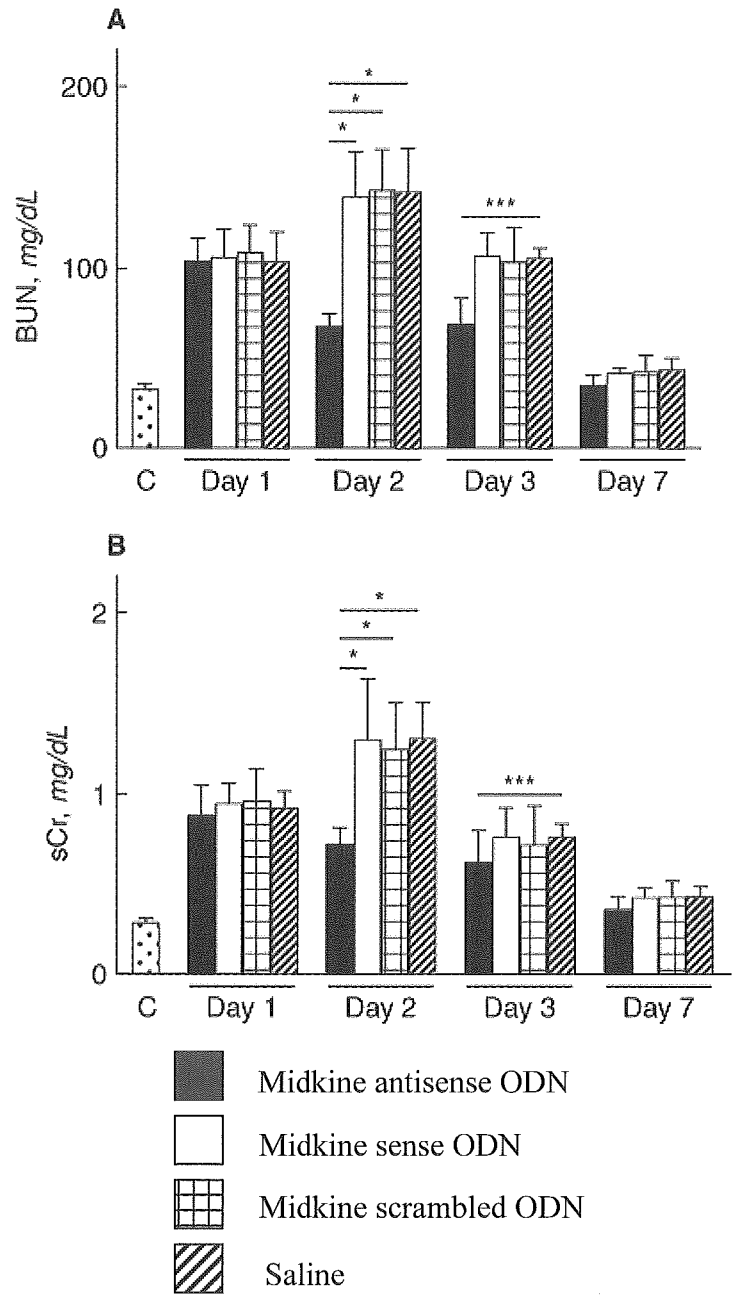 A
200
100
0
BUN, mg/dL
*
*
*
***
C Day 1 Day 2 Day 3 Day 7
B
2
1
0
sCr, mg/dL
*
*
*
***
C Day 1 Day 2 Day 3 Day 7
Midkine antisense ODN
Midkine sense ODN
Midkine scrambled ODN
Saline